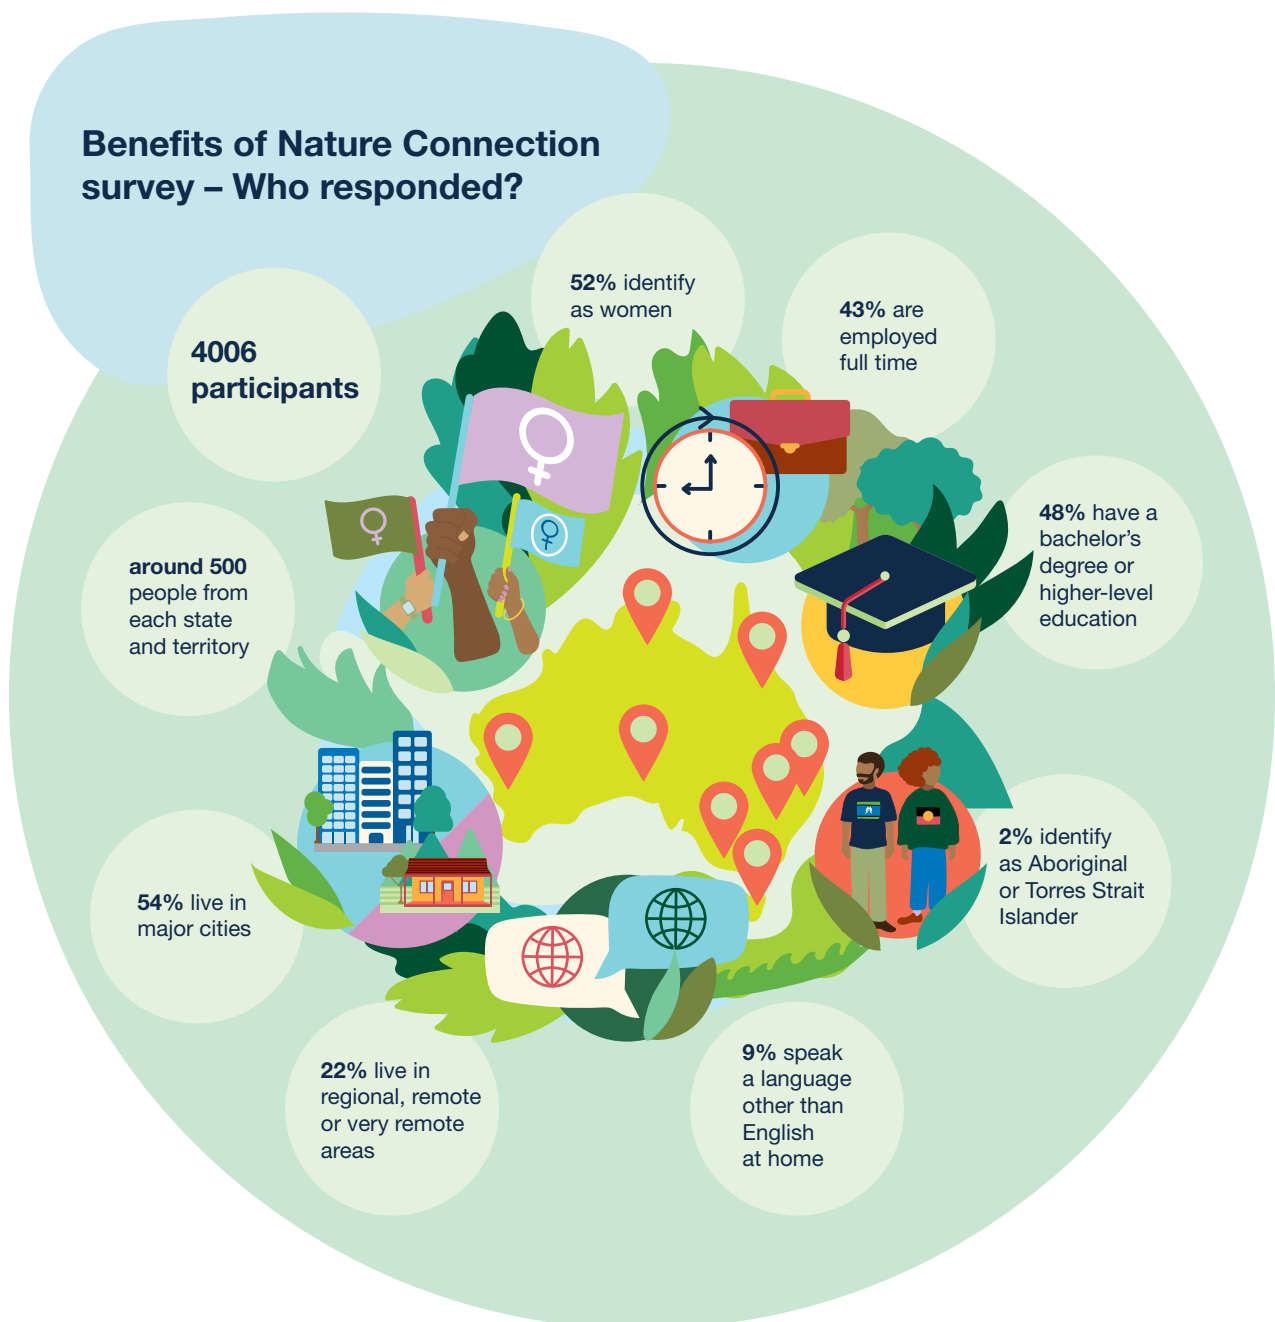 Benefits of Nature Connection
survey – Who responded?
4006
participants
52% identify
as women
43% are
employed
full time
48% have a
bachelor’s
degree or
higher-level
education
2% identify
as Aboriginal
or Torres Strait
Islander
9% speak
a language
other than
English
at home
22% live in
regional, remote
or very remote
areas
54% live in
major cities
around 500
people from
each state
and territory